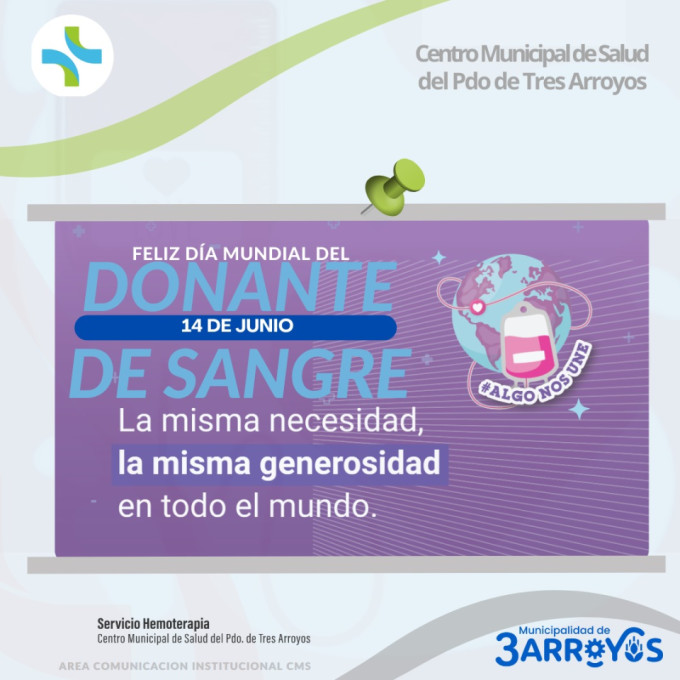 Centro Municipal de Salud
del Pdo de Tres Arroyos
FELIZ DÍA MUNDIAL DEL
DONANTE
14 DE JUNIO
DE SANGRE
#ALGO NOS UNE
La misma necesidad,
la misma generosidad
en todo el mundo.
Servicio Hemoterapia
Centro Municipal de Salud del Pdo. de Tres Arroyos
AREA COMUNICACION INSTITUCIONAL CMS
Municipalidad de
3ARROYOS